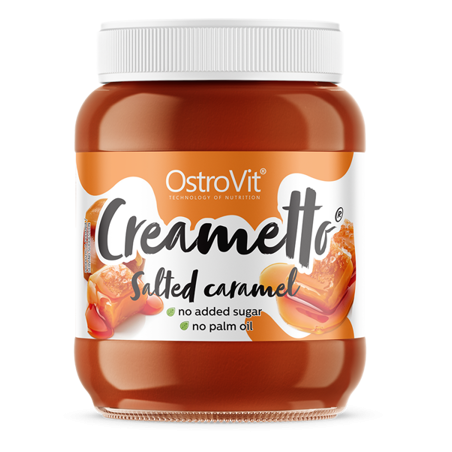 OstroVit®
TECHNOLOGY OF NUTRITION
Creametto®
Salted caramel
no added sugar
no palm oil